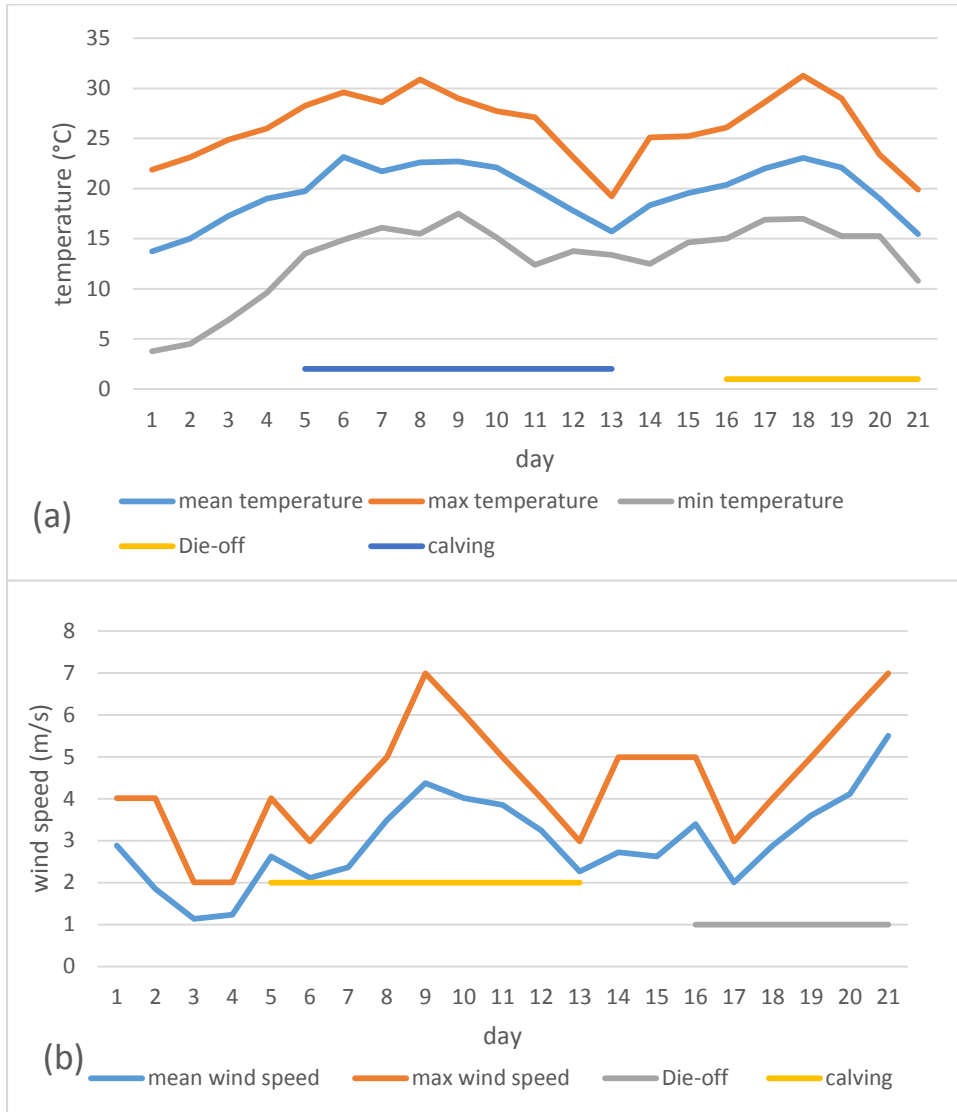 35
30
25
20
15
10
5
0
temperature (°C)
1 2 3 4 5 6 7 8 9 10 11 12 13 14 15 16 17 18 19 20 21
day
mean temperature max temperature min temperature
(a)
Die-off calving
8
7
6
5
4
3
2
1
0
wind speed (m/s)
1 2 3 4 5 6 7 8 9 10 11 12 13 14 15 16 17 18 19 20 21
day
(b)
mean wind speed max wind speed Die-off calving